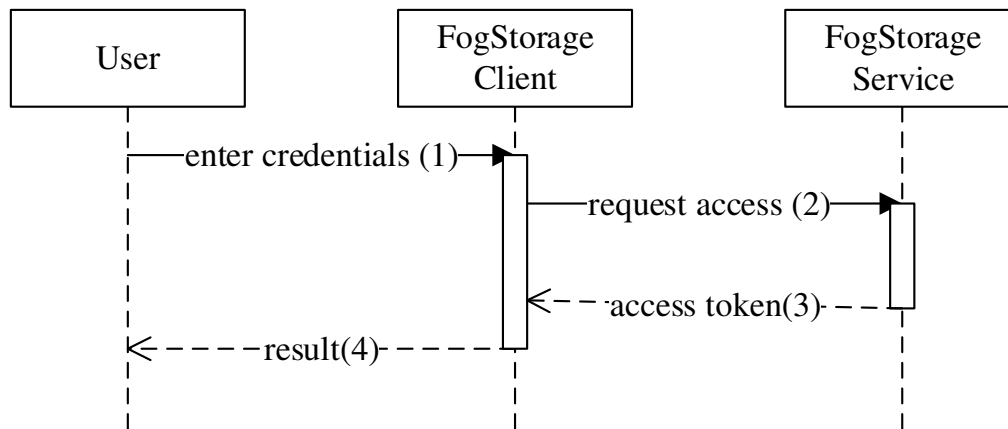 User
FogStorage
Client
FogStorage
Service
enter credentials (1)
request access (2)
access token(3)
result(4)